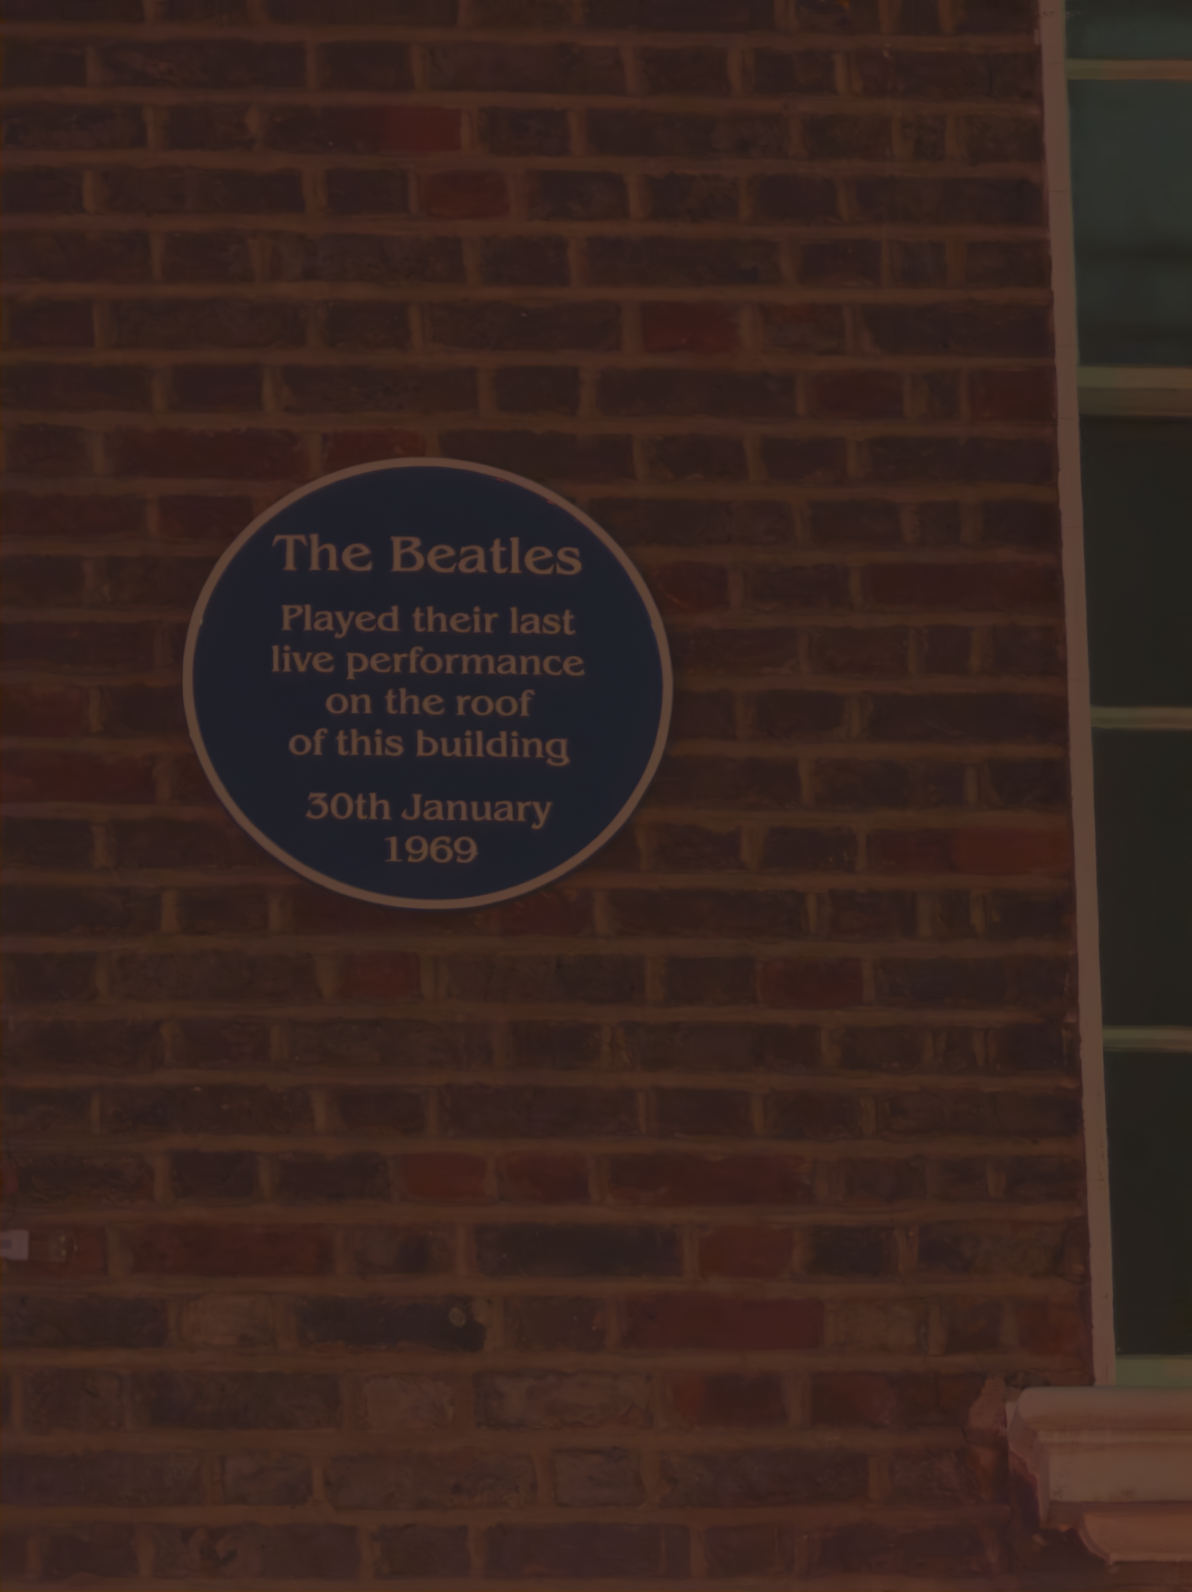 The Beatles
Played their last
live performance
on the roof
of this building
30th January
1969